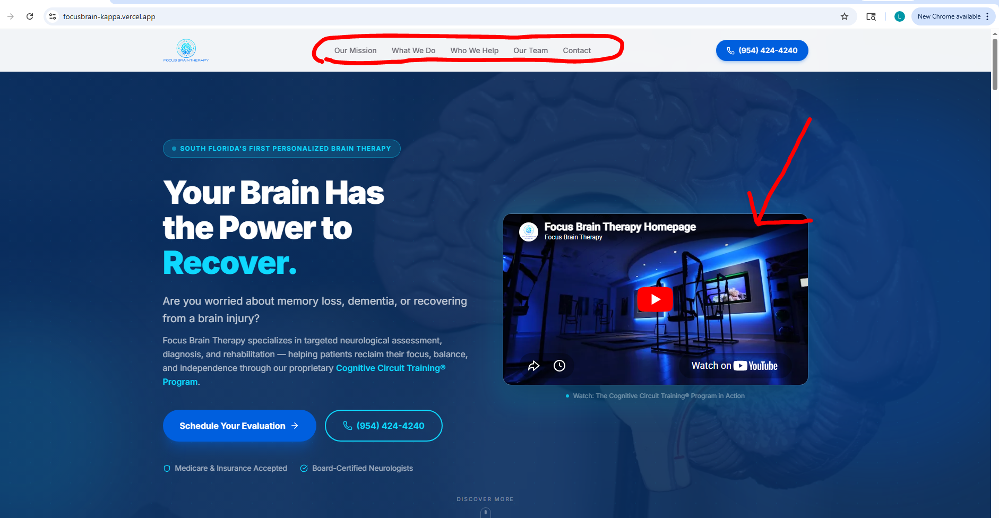 focusbrain-kappa.vercel.app
L
New Chrome available
FOCUS BRAIN THERAPY
Our Mission
What We Do
Who We Help
Our Team
Contact
(954) 424-4240
SOUTH FLORIDA'S FIRST PERSONALIZED BRAIN THERAPY
Your Brain Has
the Power to
Recover.
Are you worried about memory loss, dementia, or recovering
from a brain injury?
Focus Brain Therapy specializes in targeted neurological assessment,
diagnosis, and rehabilitation — helping patients reclaim their focus, balance,
and independence through our proprietary Cognitive Circuit Training®
Program.
Schedule Your Evaluation
(954) 424-4240
Medicare & Insurance Accepted
Board-Certified Neurologists
Focus Brain Therapy Homepage
Focus Brain Therapy
Watch on YouTube
Watch: The Cognitive Circuit Training® Program in Action
DISCOVER MORE